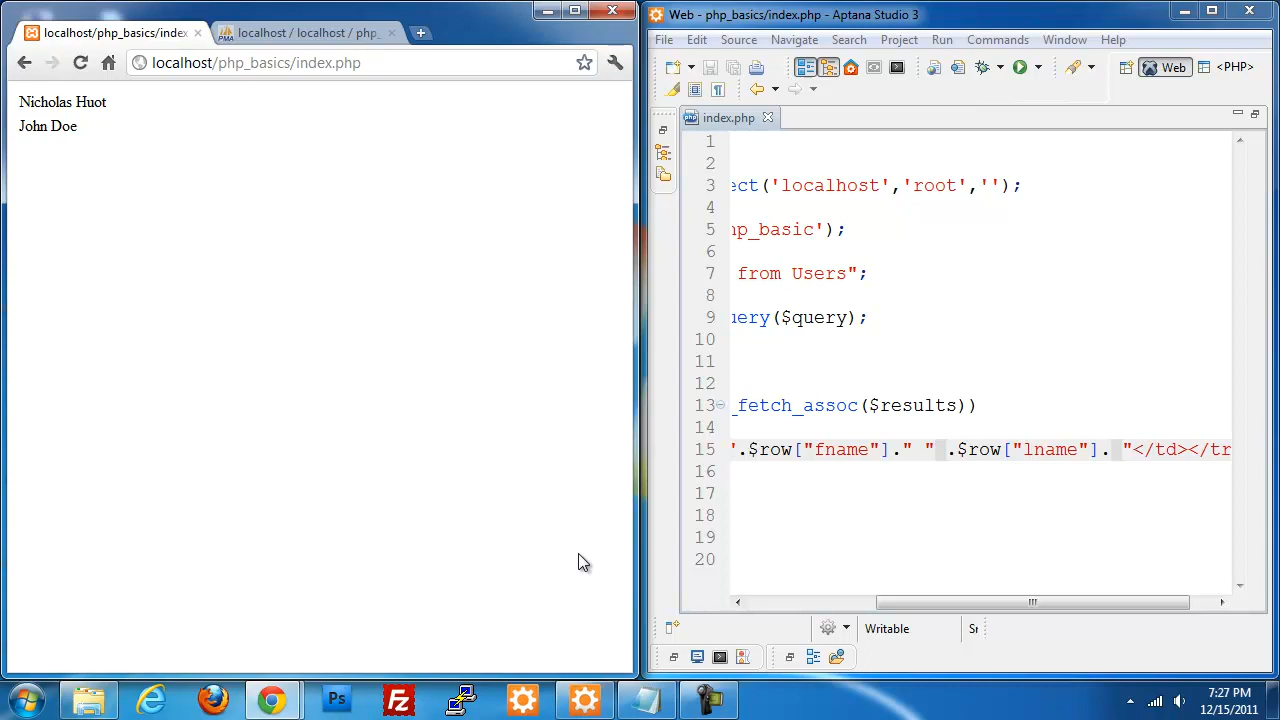 localhost/php_basics/index
localhost / localhost / php_
localhost/php_basics/index.php
Nicholas Huot
John Doe
Web - php_basics/index.php - Aptana Studio 3
File Edit Source Navigate Search Project Run Commands Window Help
Web <PHP>
index.php
1
2
3 ect('localhost','root','');
4
5 hp_basic');
6
7 from Users";
8
9 uery($query);
10
11
12
13 _fetch_assoc($results))
14
15 ".$row["fname"]." " .$row["lname"]. "</td></tr
16
17
18
19
20
Writable
Sr
Ps
Fz
7:27 PM
12/15/2011